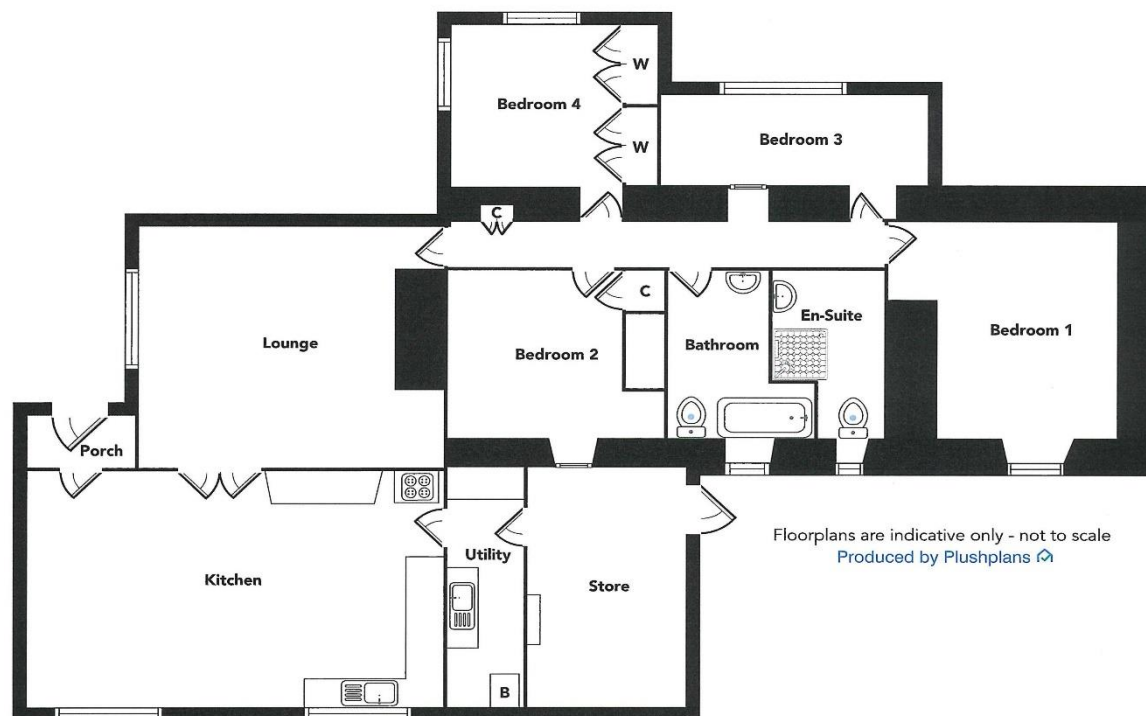 W
Bedroom 4
W
Bedroom 3
C
Lounge
C
Bedroom 2
Bathroom
En-Suite
Bedroom 1
Porch
Kitchen
Utility
Store
B
Floorplans are indicative only - not to scale
Produced by Plushplans